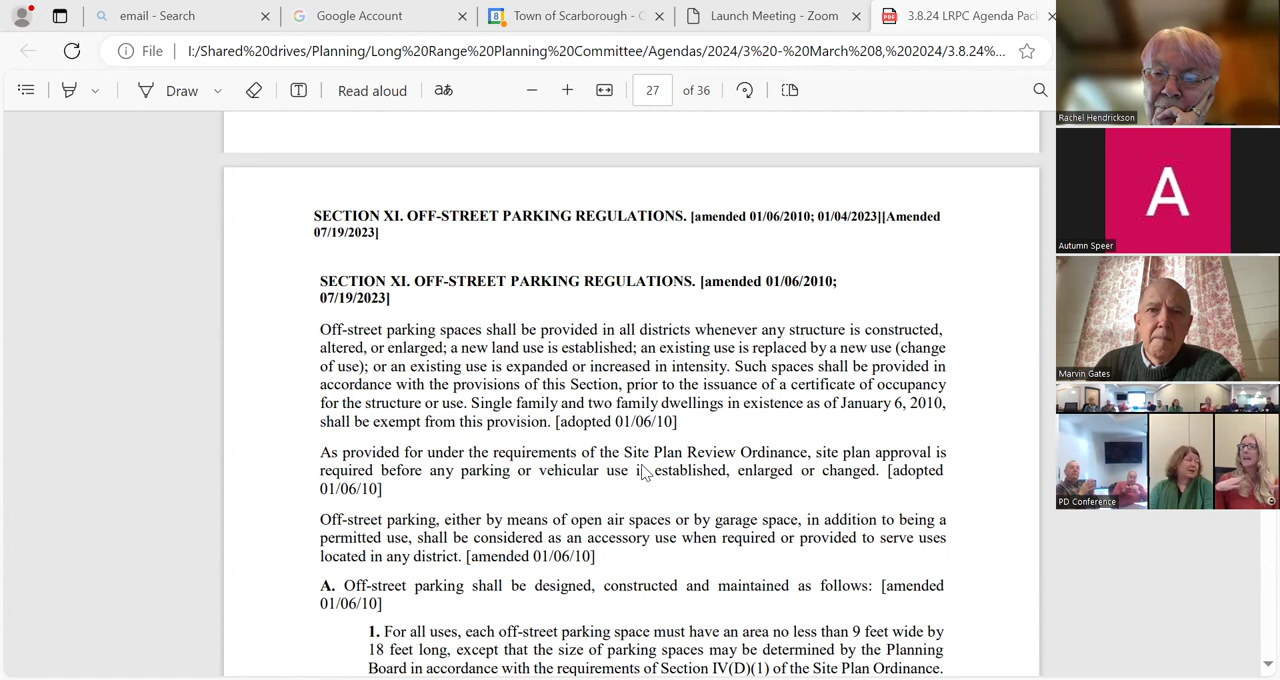 email - Search
Google Account
Town of Scarborough - C
Launch Meeting - Zoom
3.8.24 LRPC Agenda Pack
File
I:/Shared%20drives/Planning/Long%20Range%20Planning%20Committee/Agendas/2024/3%20-%20March%208,%202024/3.8.24%...
Draw
Read aloud
27
of 36
SECTION XI. OFF-STREET PARKING REGULATIONS. [amended 01/06/2010; 01/04/2023][Amended
07/19/2023]
SECTION XI. OFF-STREET PARKING REGULATIONS. [amended 01/06/2010;
07/19/2023]
Off-street parking spaces shall be provided in all districts whenever any structure is constructed,
altered, or enlarged; a new land use is established; an existing use is replaced by a new use (change
of use); or an existing use is expanded or increased in intensity. Such spaces shall be provided in
accordance with the provisions of this Section, prior to the issuance of a certificate of occupancy
for the structure or use. Single family and two family dwellings in existence as of January 6, 2010,
shall be exempt from this provision. [adopted 01/06/10]
As provided for under the requirements of the Site Plan Review Ordinance, site plan approval is
required before any parking or vehicular use is established, enlarged or changed. [adopted
01/06/10]
Off-street parking, either by means of open air spaces or by garage space, in addition to being a
permitted use, shall be considered as an accessory use when required or provided to serve uses
located in any district. [amended 01/06/10]
A. Off-street parking shall be designed, constructed and maintained as follows: [amended
01/06/10]
1. For all uses, each off-street parking space must have an area no less than 9 feet wide by
18 feet long, except that the size of parking spaces may be determined by the Planning
Board in accordance with the requirements of Section IV(D)(1) of the Site Plan Ordinance.
Rachel Hendrickson
A
Autumn Speer
Marvin Gates
PD Conference